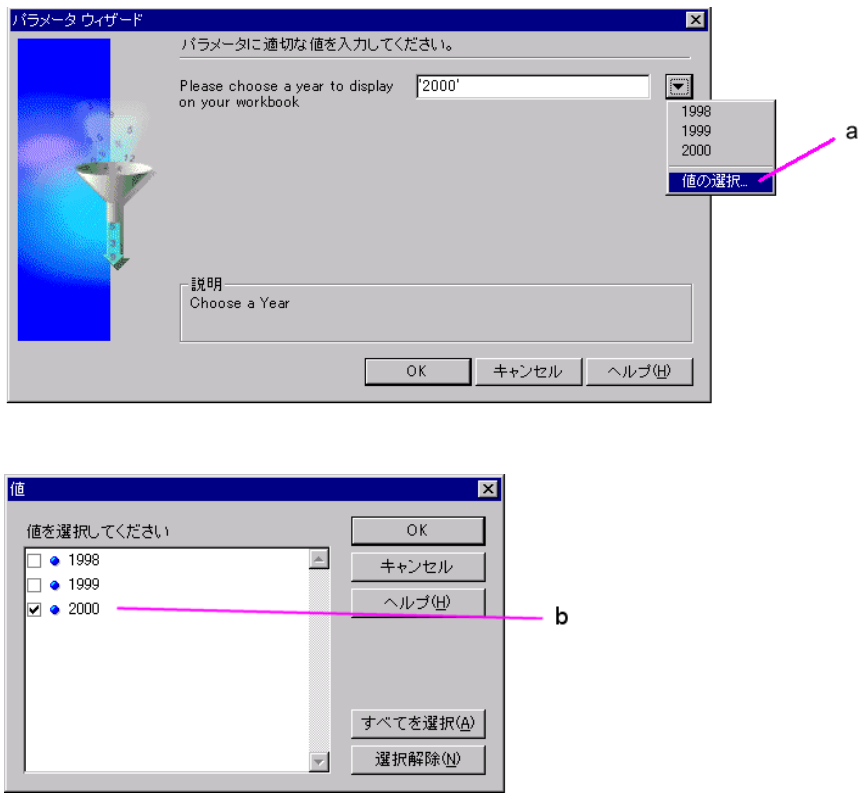 パラメータ ウィザード
パラメータに適切な値を入力してください。
Please choose a year to display
on your workbook
'2000'
1998
1999
2000
値の選択...
a
説明
Choose a Year
OK
キャンセル
ヘルプ(H)
値
値を選択してください
1998
1999
2000
OK
キャンセル
ヘルプ(H)
b
すべてを選択(A)
選択解除(N)